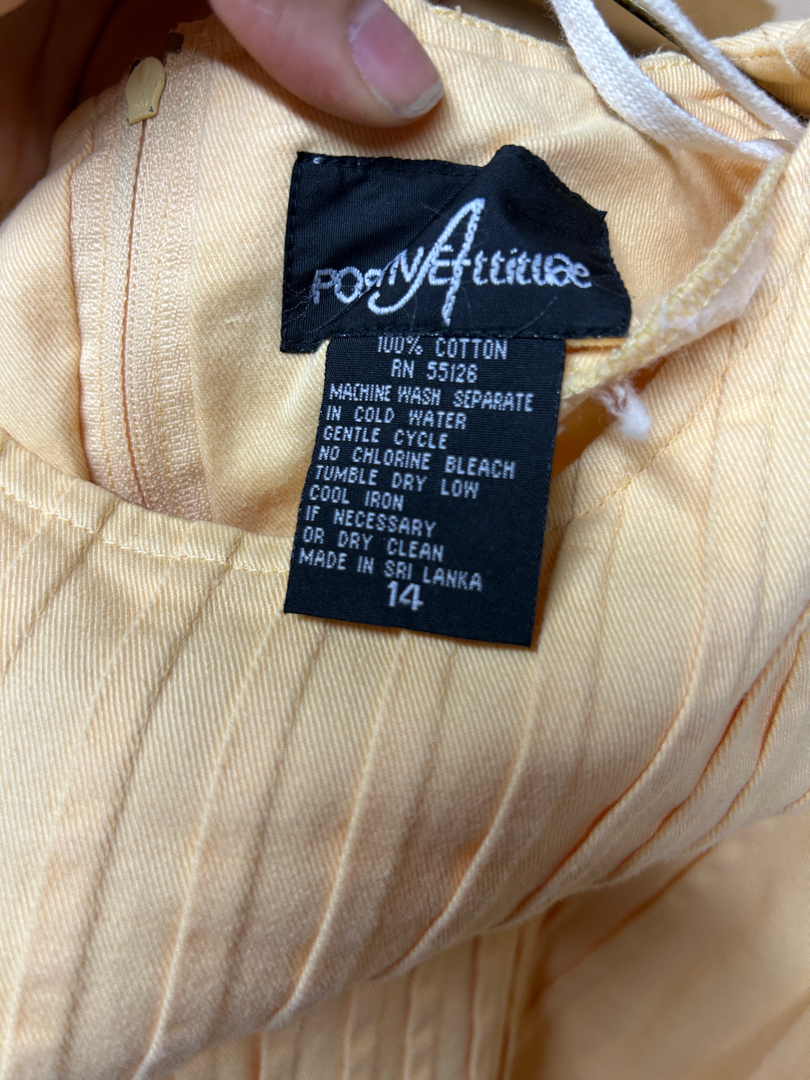 Attitude
100% COTTON
RN 55126
MACHINE WASH SEPARATE
IN COLD WATER
GENTLE CYCLE
NO CHLORINE BLEACH
TUMBLE DRY LOW
COOL IRON
IF NECESSARY
OR DRY CLEAN
MADE IN SRI LANKA
14